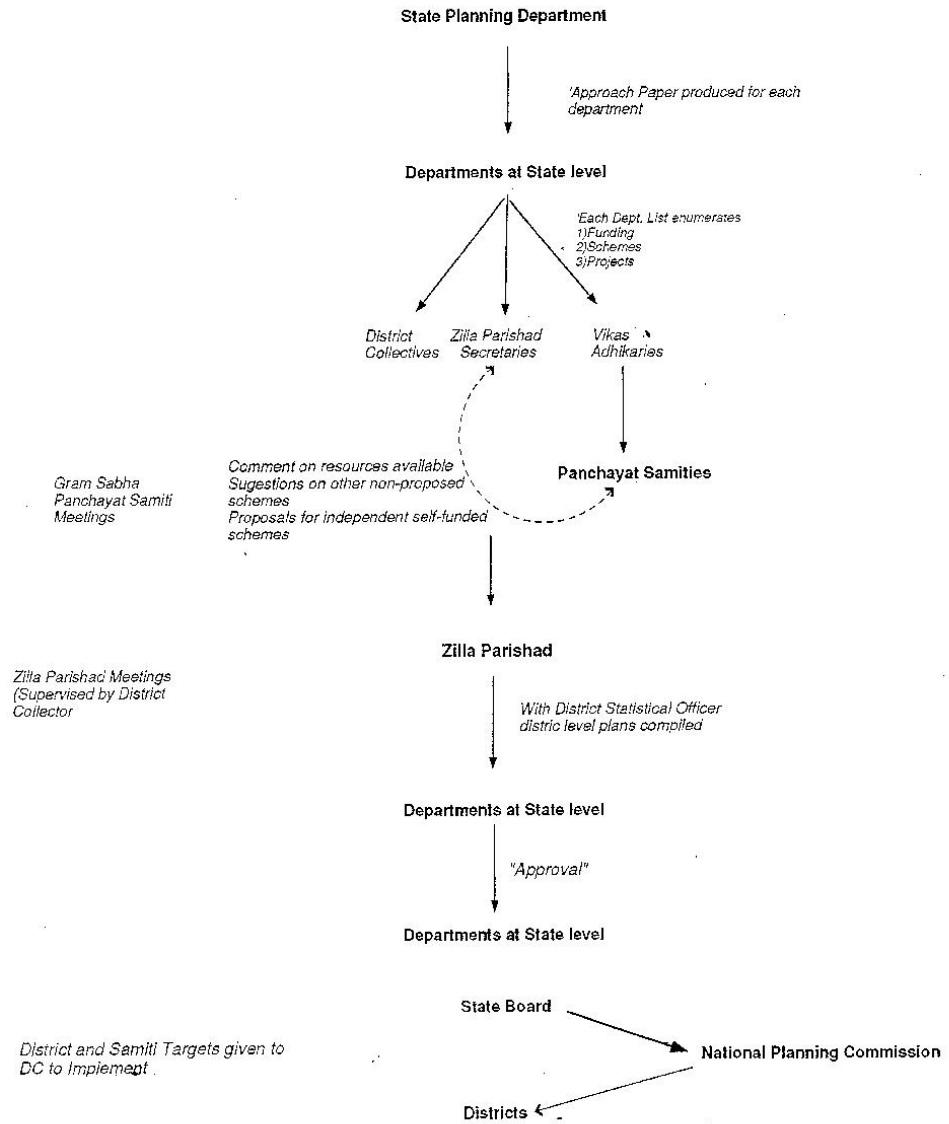 State Planning Department
'Approach Paper produced for each
department
Departments at State level
'Each Dept. List enumerates
1)Funding
2)Schemes
3)Projects
District
Collectives
Zilla Parishad
Secretaries
Vikas
Adhikaries
Panchayat Samities
Gram Sabha
Panchayat Samiti
Meetings
Comment on resources available
Sugestions on other non-proposed
schemes
Proposals for independent self-funded
schemes
Zilla Parishad
Zilla Parishad Meetings
(Supervised by District
Collector
With District Statistical Officer
distric level plans compiled
Departments at State level
"Approval"
Departments at State level
State Board
District and Samiti Targets given to
DC to Implement
National Planning Commission
Districts